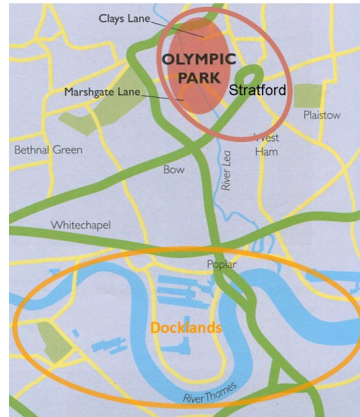 Clays Lane
OLYMPIC
PARK
Marshgate Lane
Stratford
Plaistow
West
Ham
Bethnal Green
Bow
River Lea
Whitechapel
Poplar
Docklands
River Thames